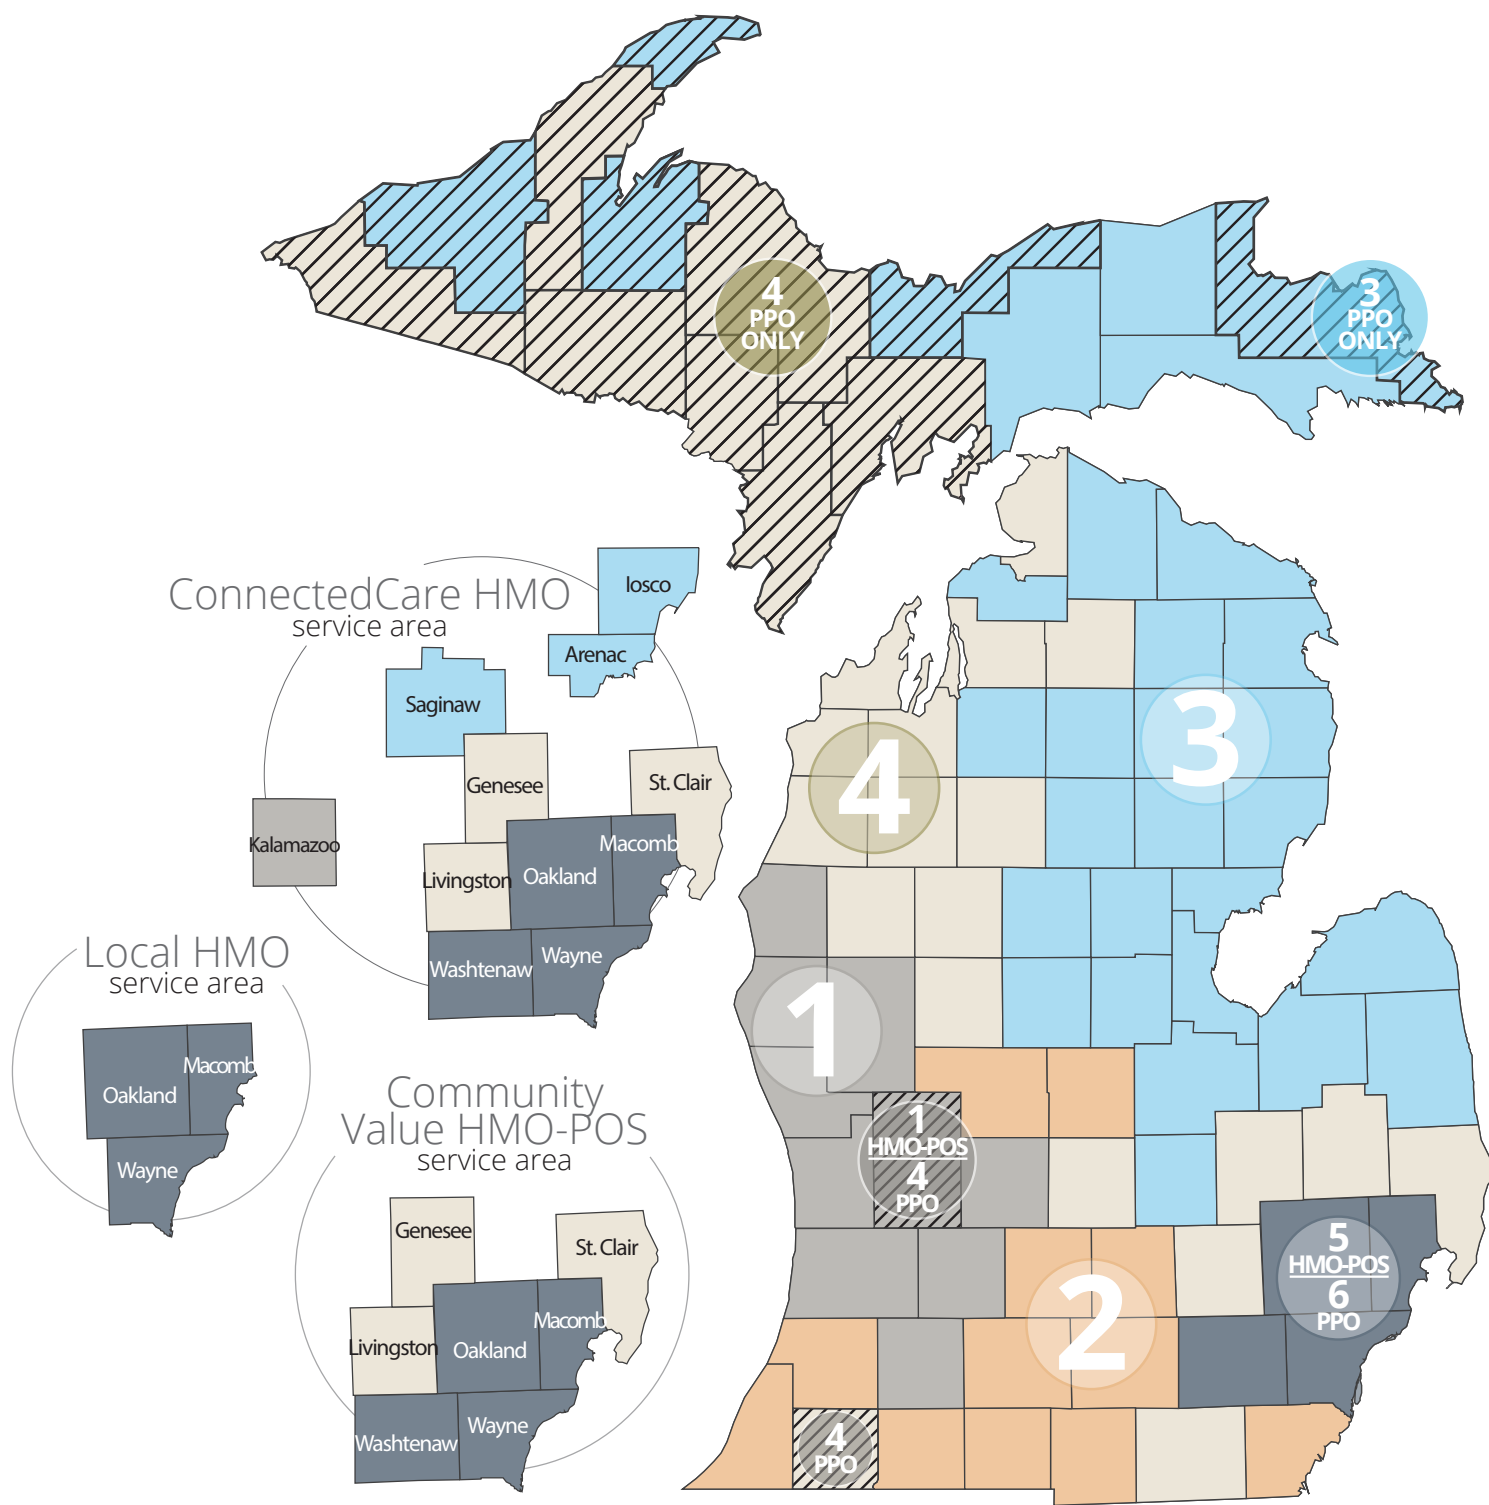 4
PPO
ONLY
3
PPO
ONLY
ConnectedCare HMO
service area
Iosco
Arenac
Saginaw
Genesee
St. Clair
Kalamazoo
Livingston
Oakland
Macomb
Washtenaw
Wayne
Local HMO
service area
Oakland
Macomb
Wayne
Community
Value HMO-POS
service area
Genesee
St. Clair
Livingston
Oakland
Macomb
Washtenaw
Wayne
3
4
1
1
HMO-POS
4
PPO
5
HMO-POS
6
PPO
2
4
PPO